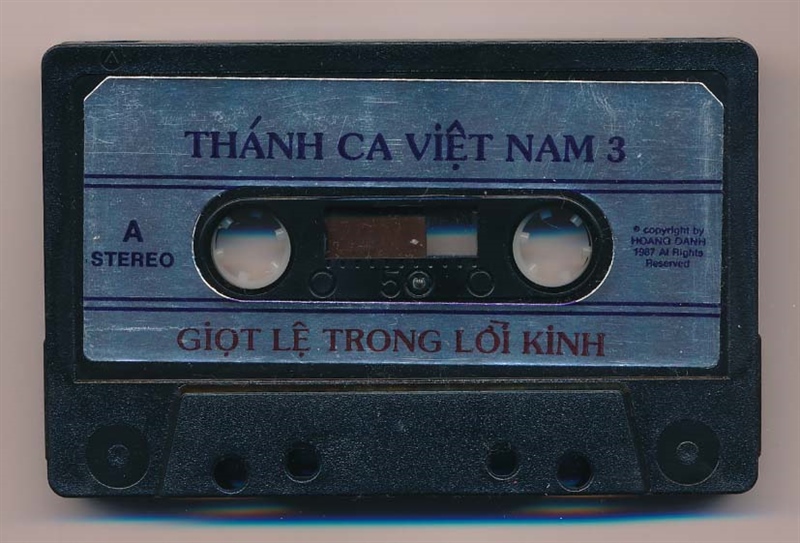 THÁNH CA ViỆT NAM 3
A
STEREO
® copyright by
HOANG DANH
1987 Al Rights
Reserved
50
GiỌT LỆ TRONG LỜi KiNH